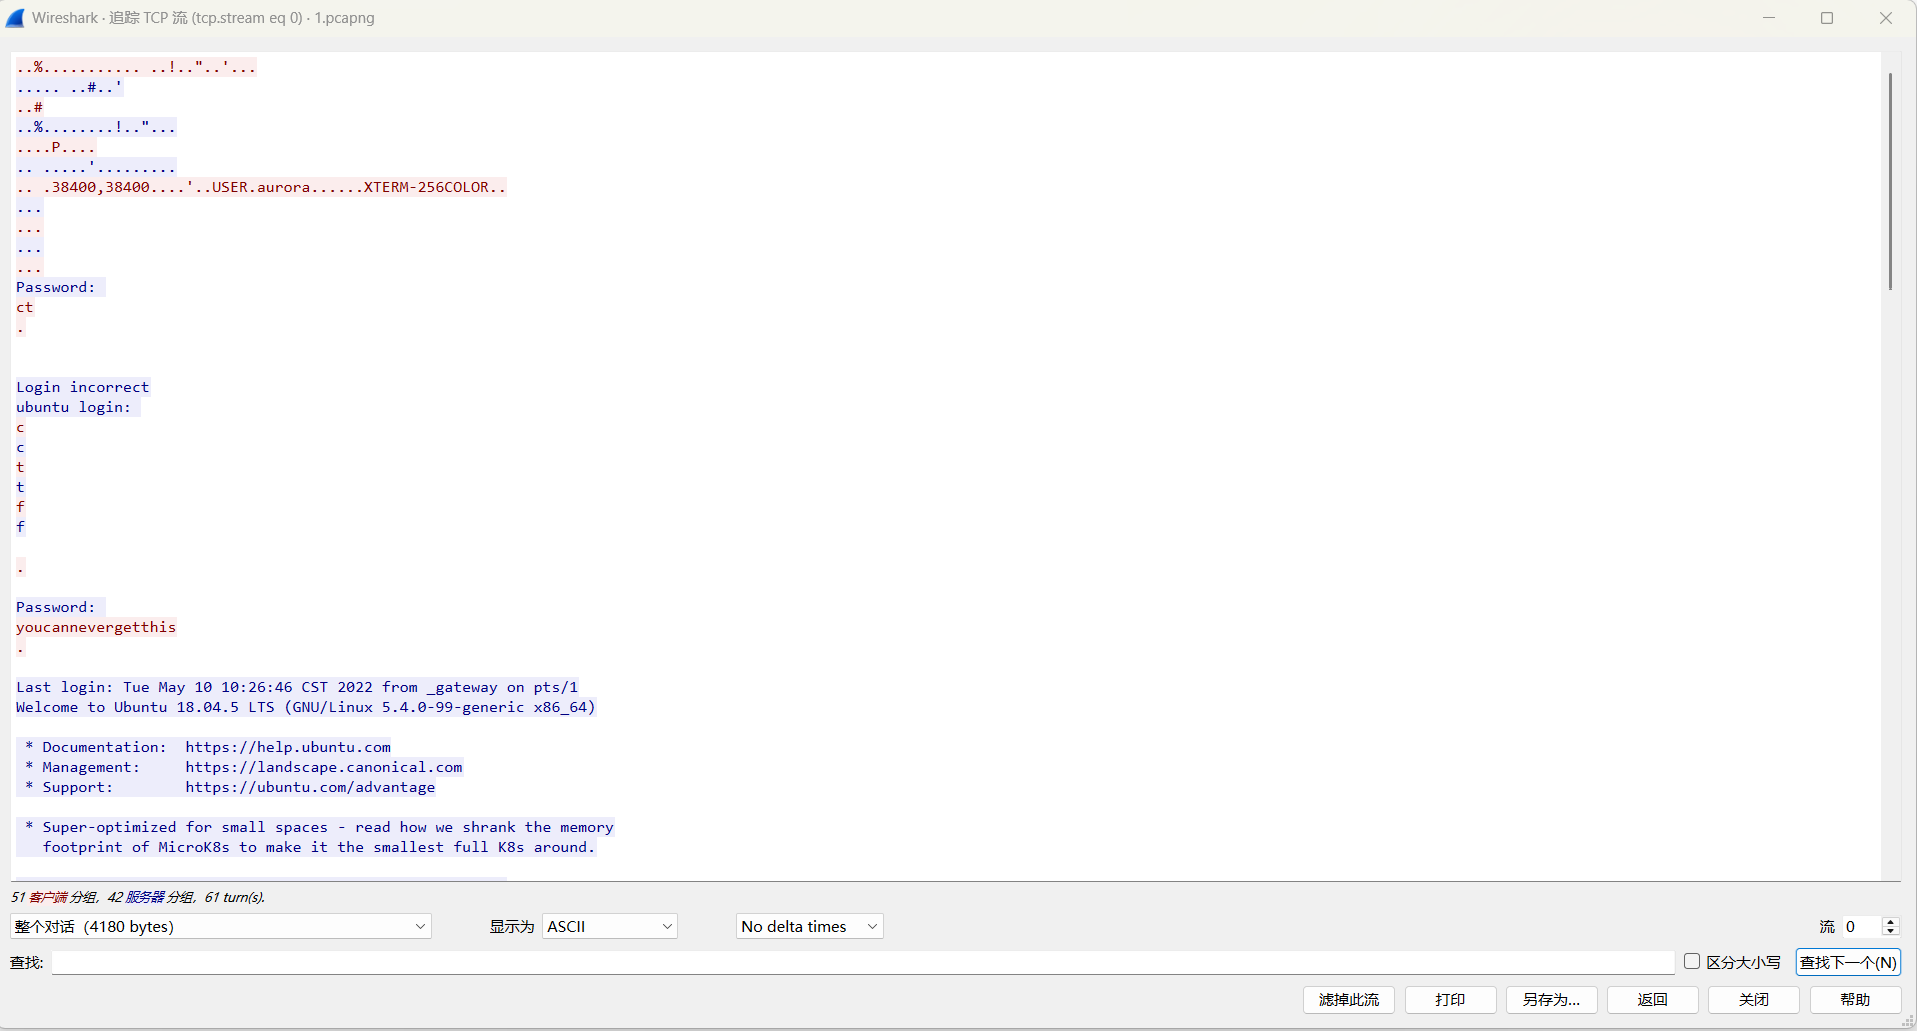 Wireshark · 追踪 TCP 流 (tcp.stream eq 0) · 1.pcapng
..%........... ..!.."..'...
..... ..#..'
..#
..%........!.."...
....P....
.. .....'.........
.. .38400,38400....'..USER.aurora......XTERM-256COLOR..
...
...
...
...
Password:
ct
.
Login incorrect
ubuntu login:
c
c
t
t
f
f
.
Password:
youcannevergetthis
.
Last login: Tue May 10 10:26:46 CST 2022 from _gateway on pts/1
Welcome to Ubuntu 18.04.5 LTS (GNU/Linux 5.4.0-99-generic x86_64)
* Documentation:  https://help.ubuntu.com
* Management:     https://landscape.canonical.com
* Support:        https://ubuntu.com/advantage
* Super-optimized for small spaces - read how we shrank the memory
footprint of MicroK8s to make it the smallest full K8s around.
51 客户端 分组, 42 服务器 分组, 61 turn(s).
整个对话 (4180 bytes) 显示为 ASCII No delta times 流 0
查找: 区分大小写 查找下一个(N)
滤掉此流 打印 另存为... 返回 关闭 帮助